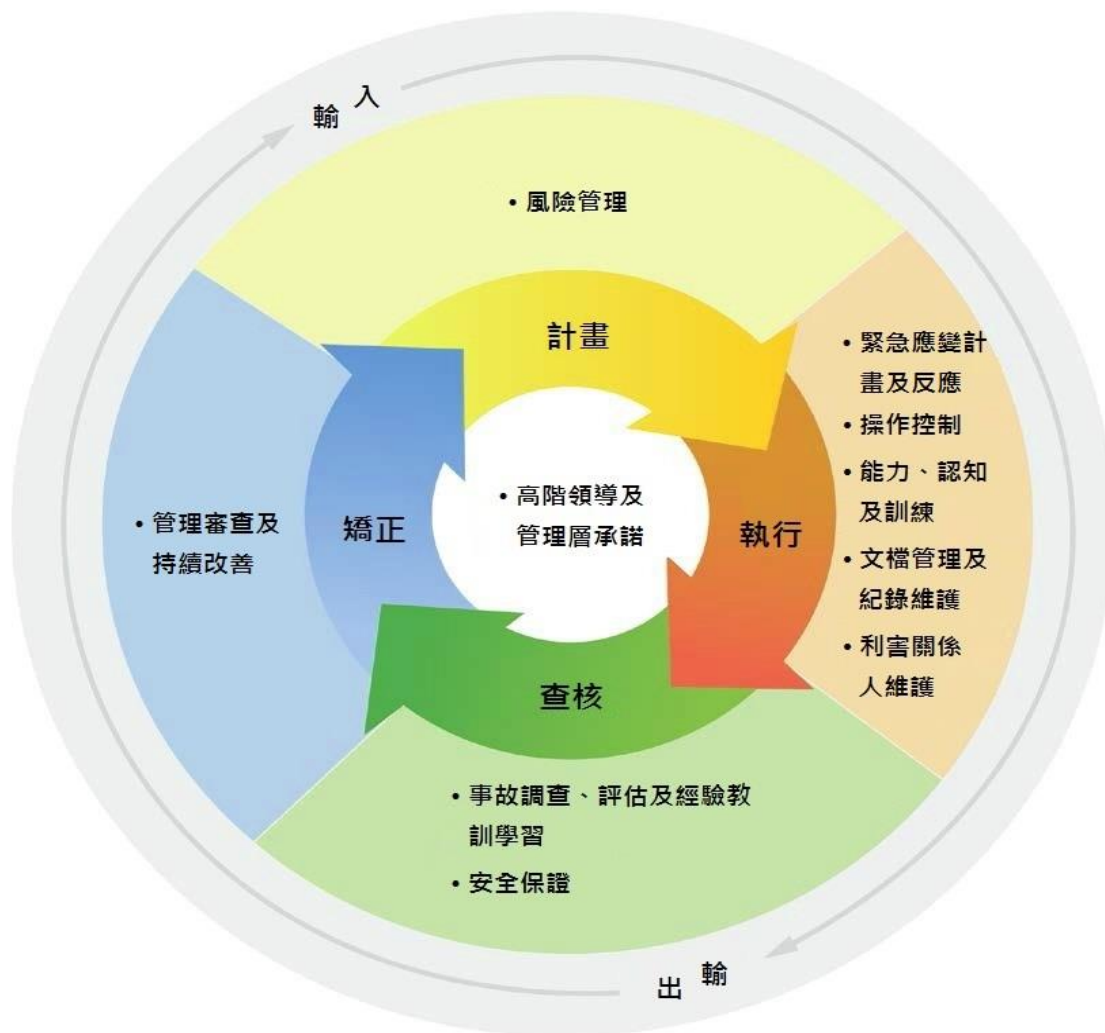 輸入
• 風險管理
計畫
• 緊急應變計
畫及反應
• 操作控制
• 能力、認知
及訓練
• 文檔管理及
紀錄維護
• 利害關係
人維護
執行
• 高階領導及
管理層承諾
矯正
• 管理審查及
持續改善
查核
• 事故調查、評估及經驗教
訓學習
• 安全保證
輸出